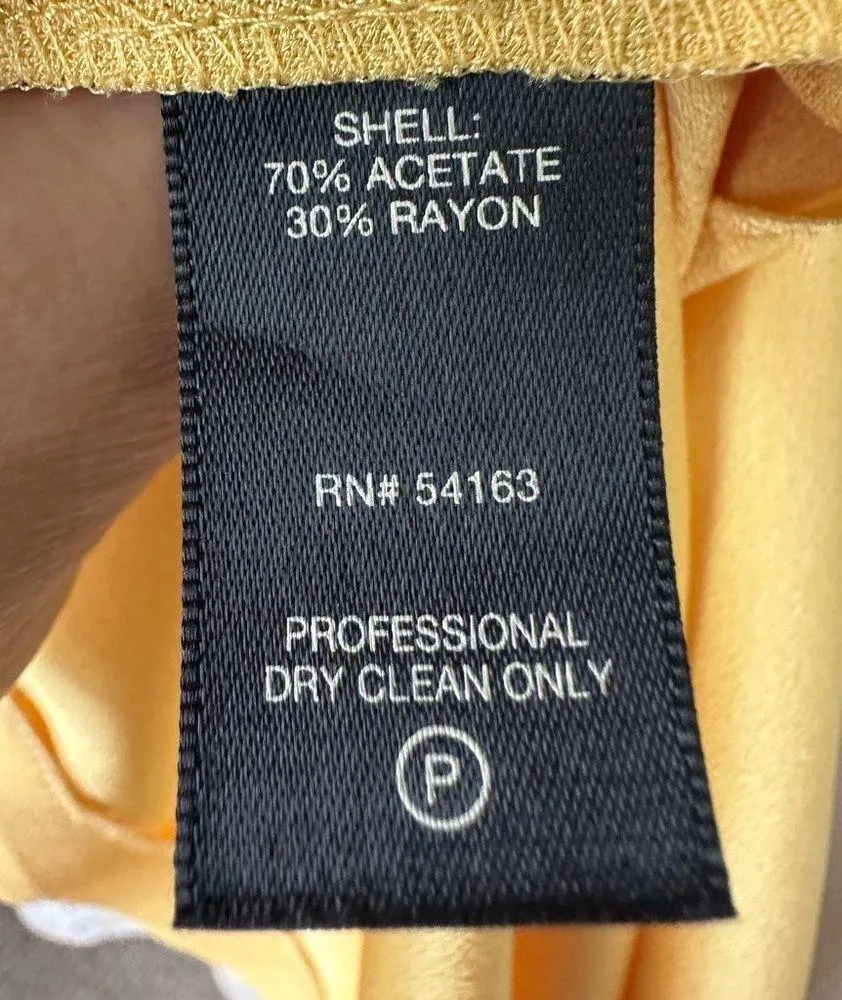 SHELL:
70% ACETATE
30% RAYON
RN# 54163
PROFESSIONAL
DRY CLEAN ONLY
P